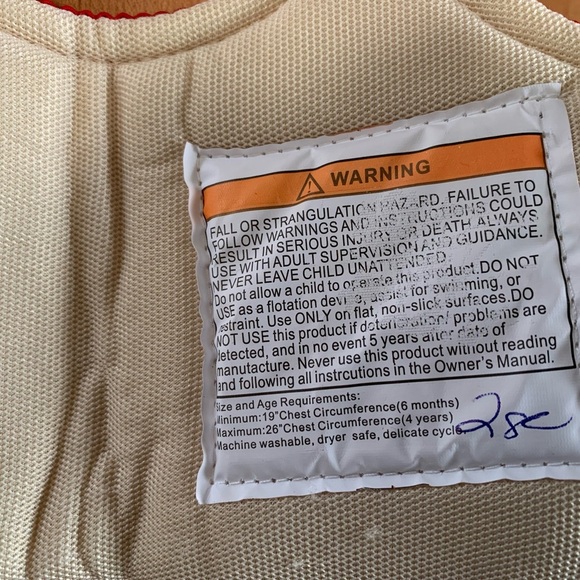 WARNING
FALL OR STRANGULATION HAZARD. FAILURE TO
FOLLOW WARNINGS AND INSTRUCTIONS COULD
RESULT IN SERIOUS INJURY OR DEATH. ALWAYS
USE WITH ADULT SUPERVISION AND GUIDANCE.
NEVER LEAVE CHILD UNATTENDED.
Do not allow a child to operate this product.DO NOT
USE as a flotation device, assist for swimming, or
restraint. Use ONLY on flat, non-slick surfaces.DO
NOT USE this product if deterioration/ problems are
detected, and in no event 5 years after date of
manutacture. Never use this product without reading
and following all instrcutions in the Owner's Manual.
Size and Age Requirements:
Minimum:19"Chest Circumference(6 months)
Maximum:26"Chest Circumference(4 years)
Machine washable, dryer safe, delicate cycle.